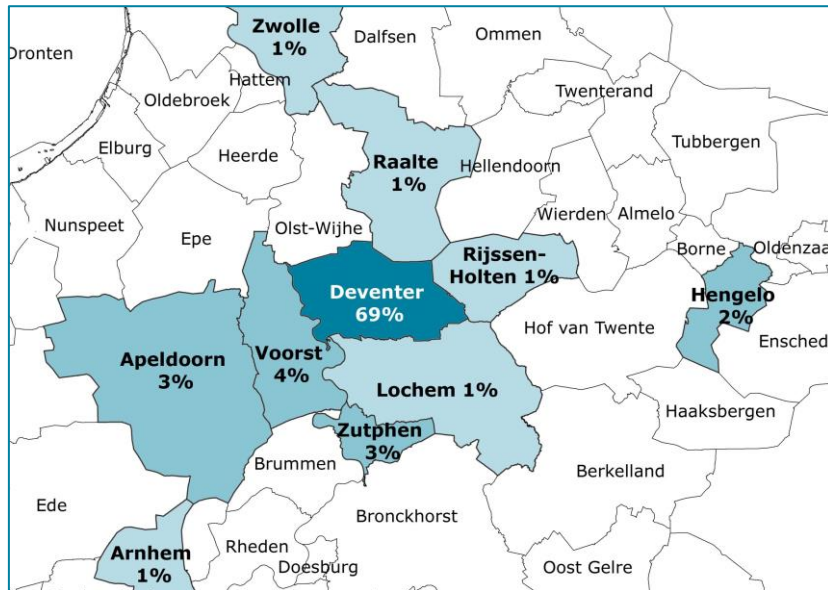 Zwolle
1%
Dalfsen
Ommen
Dronten
Hattem
Oldebroek
Twenterand
Tubbergen
Elburg
Heerde
Raalte
1%
Hellendoorn
Nunspeet
Epe
Olst-Wijhe
Wierden
Almelo
Borne
Oldenzaa
Rijssen-
Holten 1%
Deventer
69%
Hengelo
2%
Hof van Twente
Ensched
Apeldoorn
3%
Voorst
4%
Lochem 1%
Haaksbergen
Zutphen
3%
Brummen
Berkelland
Ede
Bronckhorst
Arnhem
1%
Rheden
Doesburg
Oost Gelre